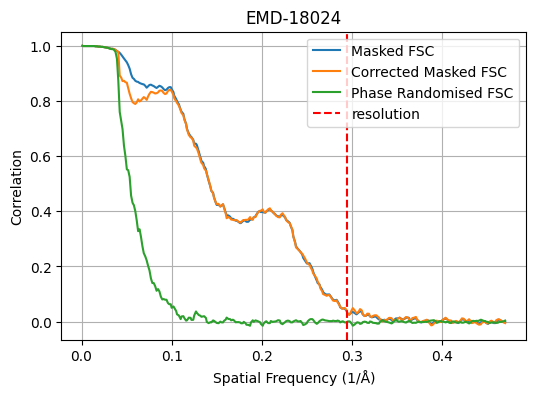 EMD-18024
Masked FSC
Corrected Masked FSC
Phase Randomised FSC
resolution
Correlation
1.0
0.8
0.6
0.4
0.2
0.0
0.0 0.1 0.2 0.3 0.4
Spatial Frequency (1/Å)